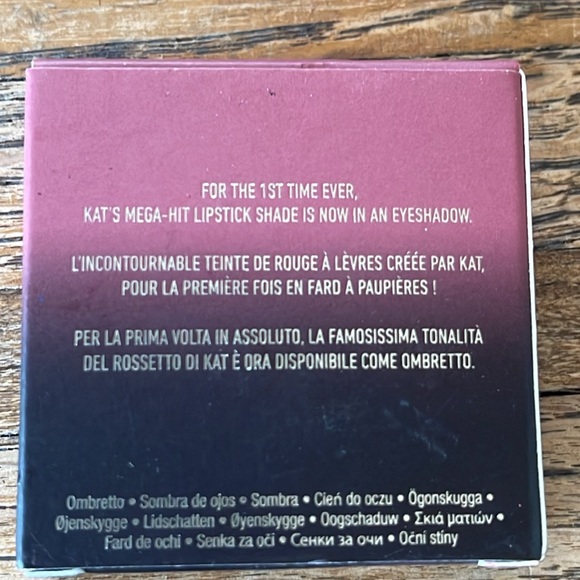 FOR THE 1ST TIME EVER,
KAT'S MEGA-HIT LIPSTICK SHADE IS NOW IN AN EYESHADOW.
L'INCONTOURNABLE TEINTE DE ROUGE À LÈVRES CRÉÉE PAR KAT,
POUR LA PREMIÈRE FOIS EN FARD À PAUPIÈRES !
PER LA PRIMA VOLTA IN ASSOLUTO, LA FAMOSISSIMA TONALITÀ
DEL ROSSETTO DI KAT È ORA DISPONIBILE COME OMBRETTO.
Ombretto • Sombra de ojos • Sombra • Cień do oczu • Ögonskugga •
Øjenskygge • Lidschatten • Øyenskygge • Oogschaduw • Σκιά ματιών •
Fard de ochi • Senka za oči • Сенки за очи • Oční stíny